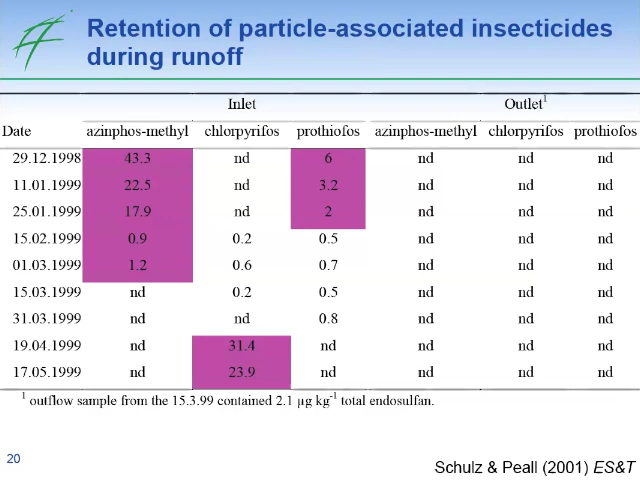 Retention of particle-associated insecticides
during runoff
Inlet Outlet1
Date azinphos-methyl chlorpyrifos prothiofos azinphos-methyl chlorpyrifos prothiofos
29.12.1998 43.3 nd 6 nd nd nd
11.01.1999 22.5 nd 3.2 nd nd nd
25.01.1999 17.9 nd 2 nd nd nd
15.02.1999 0.9 0.2 0.5 nd nd nd
01.03.1999 1.2 0.6 0.7 nd nd nd
15.03.1999 nd 0.2 0.5 nd nd nd
31.03.1999 nd nd 0.8 nd nd nd
19.04.1999 nd 31.4 nd nd nd nd
17.05.1999 nd 23.9 nd nd nd nd
1 outflow sample from the 15.3.99 contained 2.1 µg kg-1 total endosulfan.
20
Schulz & Peall (2001) ES&T